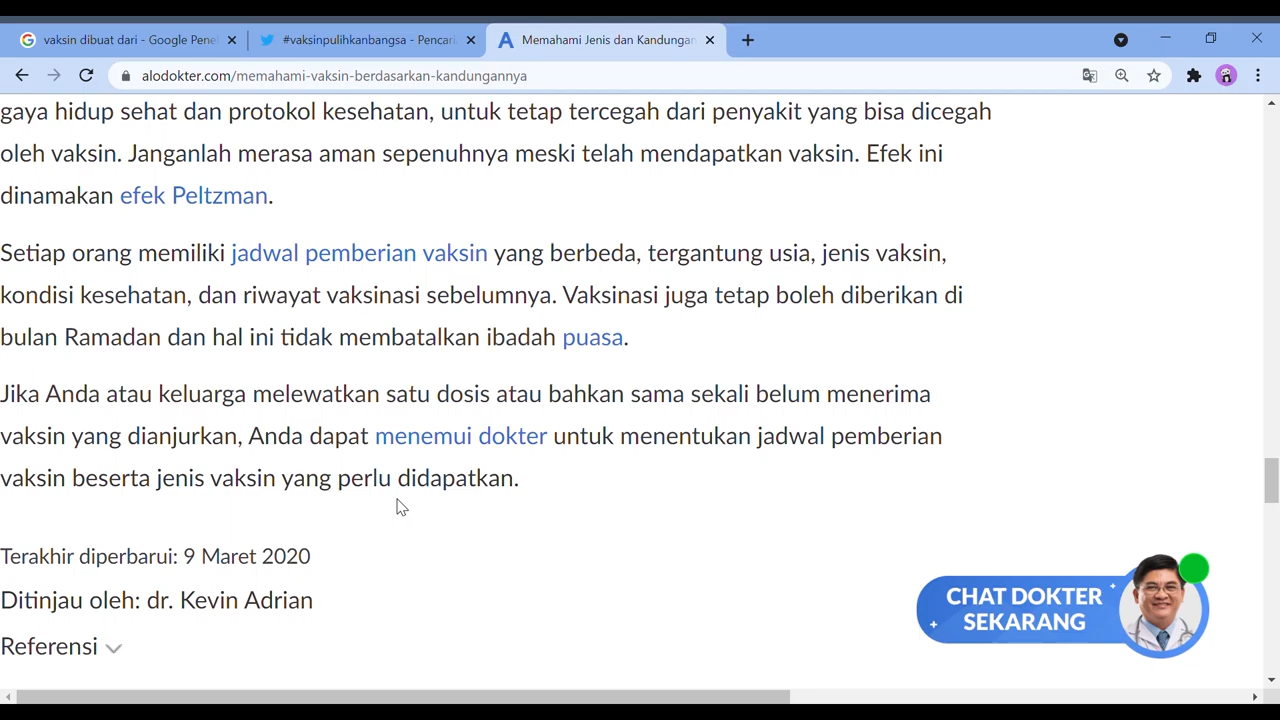 vaksin dibuat dari - Google Pene
#vaksinpulihkanbangsa - Pencari
Memahami Jenis dan Kandungan
alodokter.com/memahami-vaksin-berdasarkan-kandungannya
gaya hidup sehat dan protokol kesehatan, untuk tetap tercegah dari penyakit yang bisa dicegah
oleh vaksin. Janganlah merasa aman sepenuhnya meski telah mendapatkan vaksin. Efek ini
dinamakan efek Peltzman.
Setiap orang memiliki jadwal pemberian vaksin yang berbeda, tergantung usia, jenis vaksin,
kondisi kesehatan, dan riwayat vaksinasi sebelumnya. Vaksinasi juga tetap boleh diberikan di
bulan Ramadan dan hal ini tidak membatalkan ibadah puasa.
Jika Anda atau keluarga melewatkan satu dosis atau bahkan sama sekali belum menerima
vaksin yang dianjurkan, Anda dapat menemui dokter untuk menentukan jadwal pemberian
vaksin beserta jenis vaksin yang perlu didapatkan.
Terakhir diperbarui: 9 Maret 2020
Ditinjau oleh: dr. Kevin Adrian
Referensi
CHAT DOKTER
SEKARANG